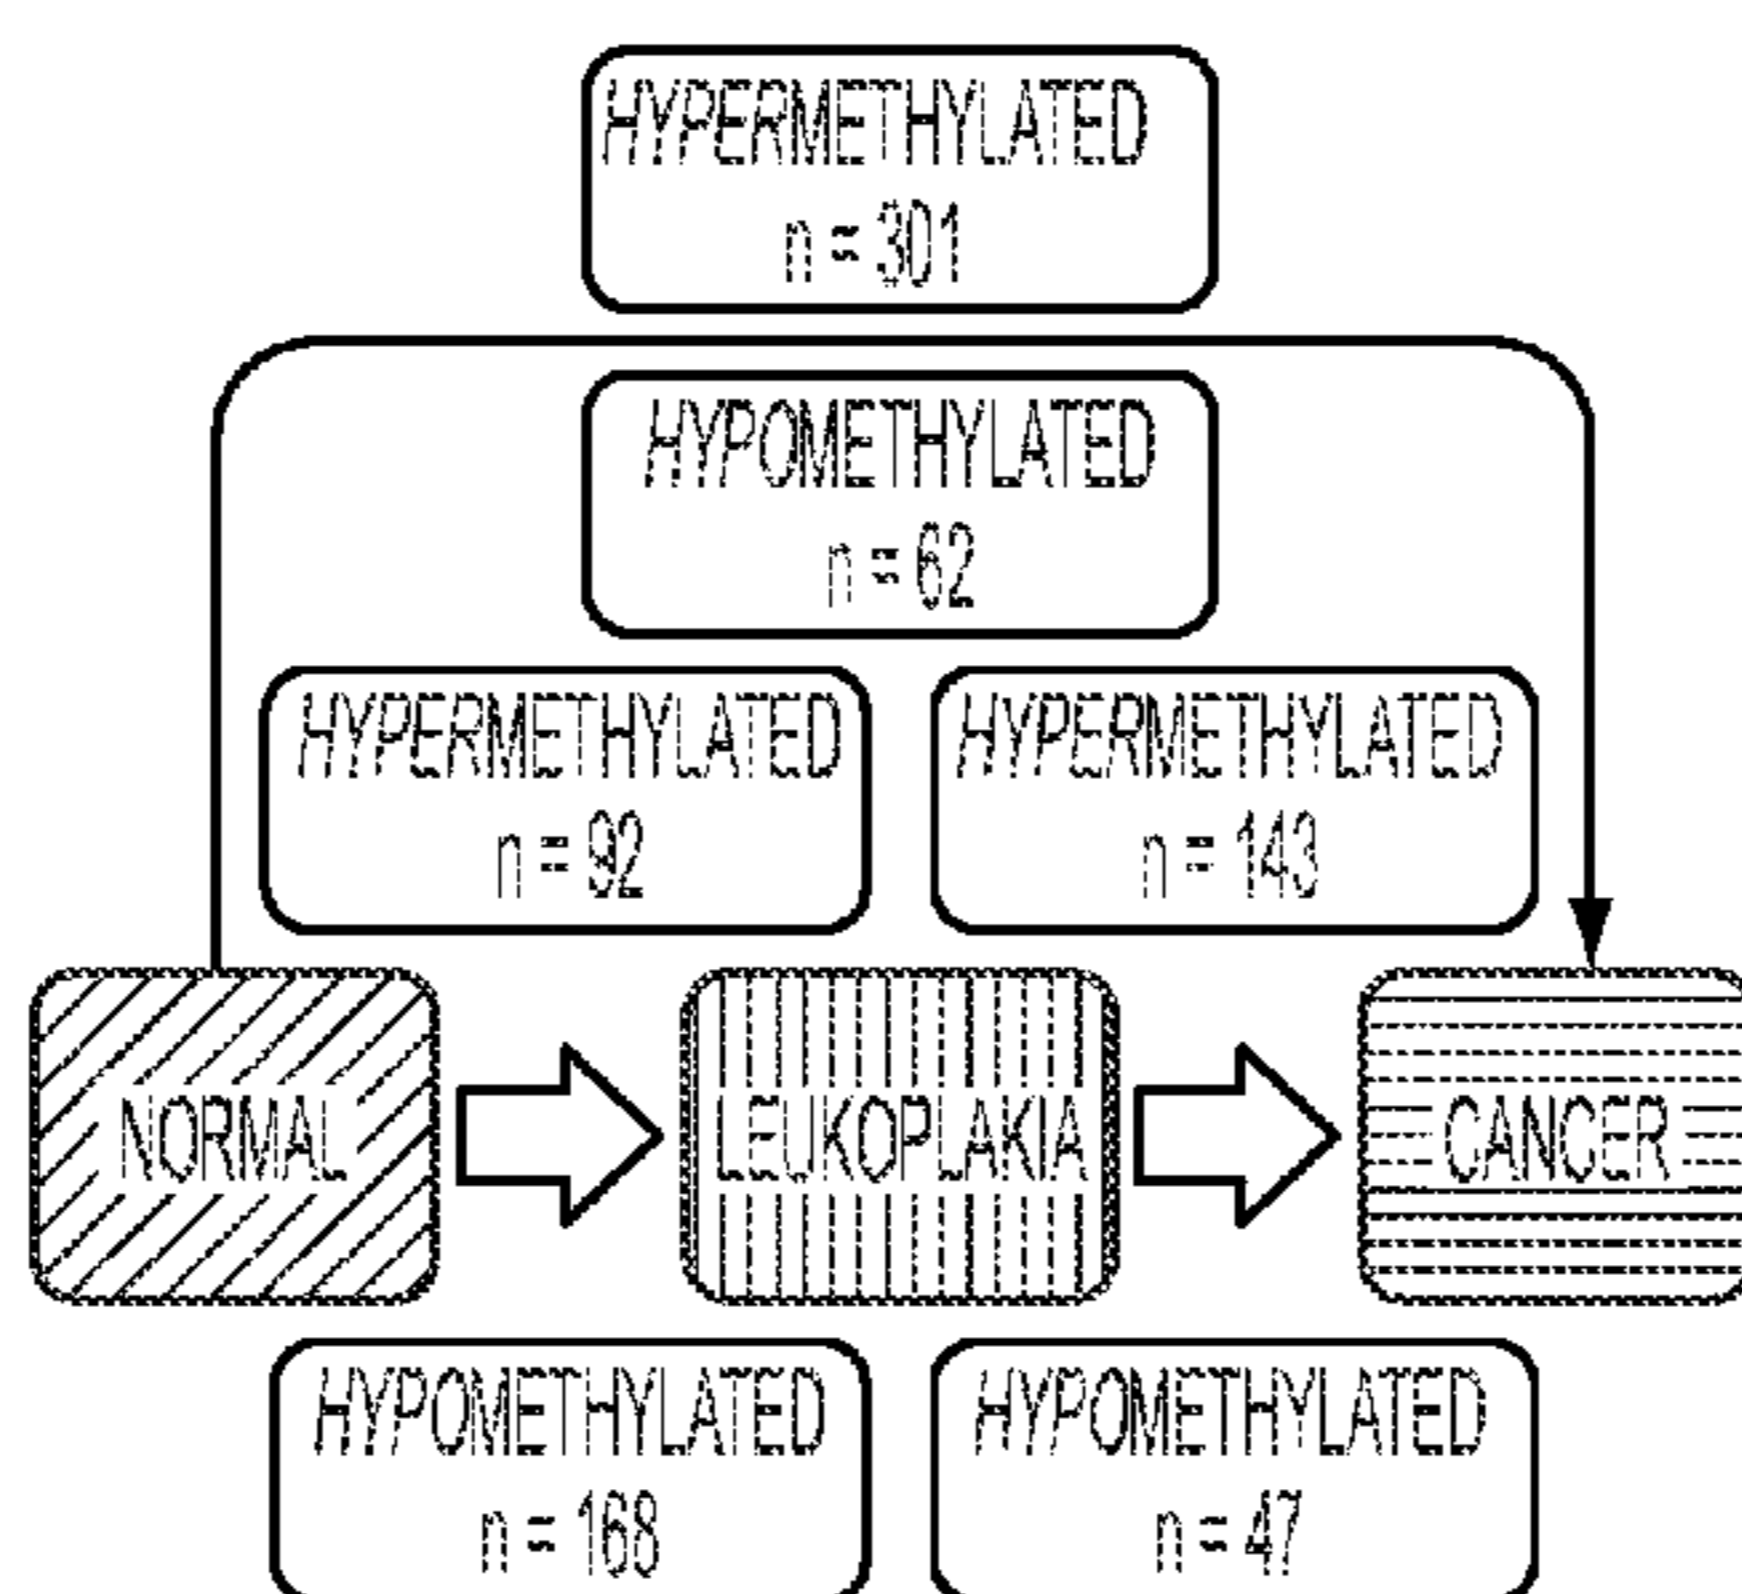 HYPERMETHYLATED
n = 301
HYPOMETHYLATED
n = 62
HYPERMETHYLATED
n = 92
HYPERMETHYLATED
n = 143
NORMAL
LEUKOPLAKIA
CANCER
HYPOMETHYLATED
n = 168
HYPOMETHYLATED
n = 47